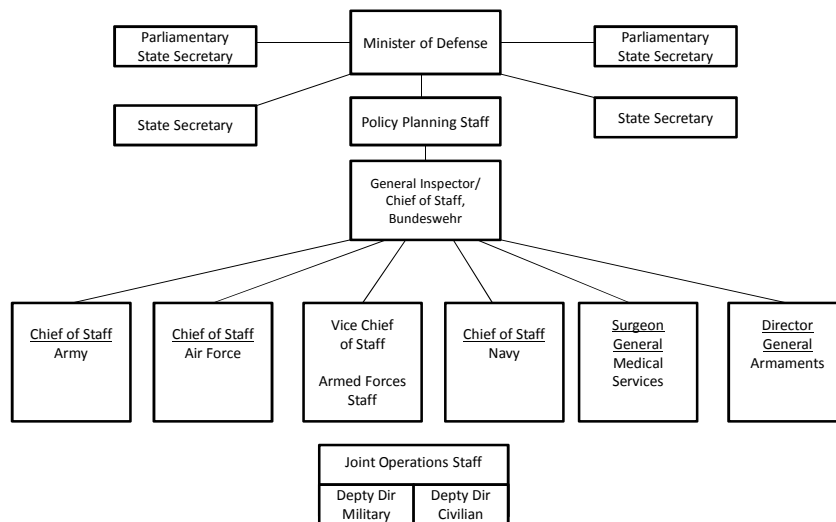 Parliamentary
State Secretary
Minister of Defense
Parliamentary
State Secretary
State Secretary
Policy Planning Staff
State Secretary
General Inspector/
Chief of Staff,
Bundeswehr
Chief of Staff
Army
Chief of Staff
Air Force
Vice Chief
of Staff
Armed Forces
Staff
Chief of Staff
Navy
Surgeon
General
Medical
Services
Director
General
Armaments
Joint Operations Staff
Depty Dir
Military
Depty Dir
Civilian